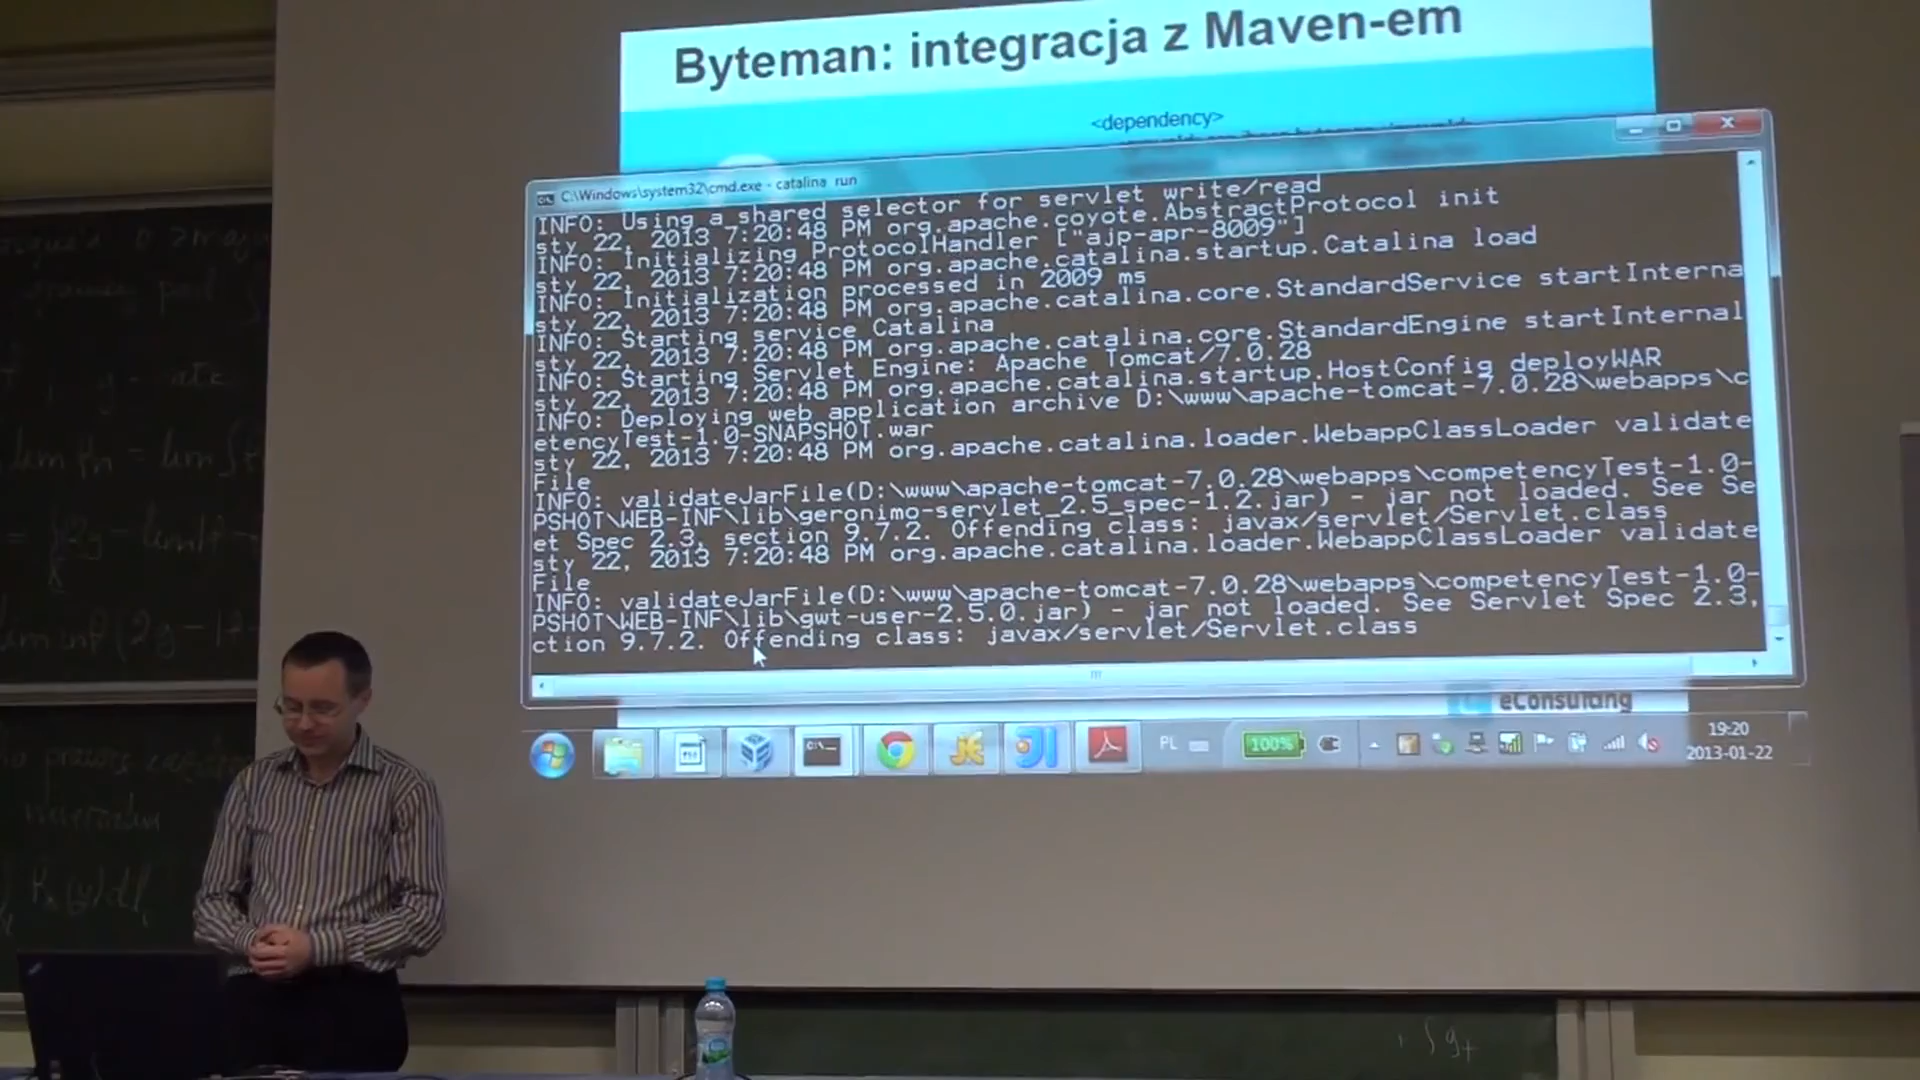 Byteman: integracja z Maven-em
<dependency>
C:\Windows\system32\cmd.exe - catalina run
INFO: Using a shared selector for servlet write/read
sty 22, 2013 7:20:48 PM org.apache.coyote.AbstractProtocol init
INFO: Initializing ProtocolHandler ["ajp-apr-8009"]
sty 22, 2013 7:20:48 PM org.apache.catalina.startup.Catalina load
INFO: Initialization processed in 2009 ms
sty 22, 2013 7:20:48 PM org.apache.catalina.core.StandardService startInterna
INFO: Starting service Catalina
sty 22, 2013 7:20:48 PM org.apache.catalina.core.StandardEngine startInternal
INFO: Starting Servlet Engine: Apache Tomcat/7.0.28
sty 22, 2013 7:20:48 PM org.apache.catalina.startup.HostConfig deployWAR
INFO: Deploying web application archive D:\www\apache-tomcat-7.0.28\webapps\c
etencyTest-1.0-SNAPSHOT.war
sty 22, 2013 7:20:48 PM org.apache.catalina.loader.WebappClassLoader validate
File
INFO: validateJarFile(D:\www\apache-tomcat-7.0.28\webapps\competencyTest-1.0-
PSHOT\WEB-INF\lib\geronimo-servlet_2.5_spec-1.2.jar) - jar not loaded. See Se
et Spec 2.3, section 9.7.2. Offending class: javax/servlet/Servlet.class
sty 22, 2013 7:20:48 PM org.apache.catalina.loader.WebappClassLoader validate
File
INFO: validateJarFile(D:\www\apache-tomcat-7.0.28\webapps\competencyTest-1.0-
PSHOT\WEB-INF\lib\gwt-user-2.5.0.jar) - jar not loaded. See Servlet Spec 2.3,
ction 9.7.2. Offending class: javax/servlet/Servlet.class
eConsulting
PL
100%
19:20
2013-01-22